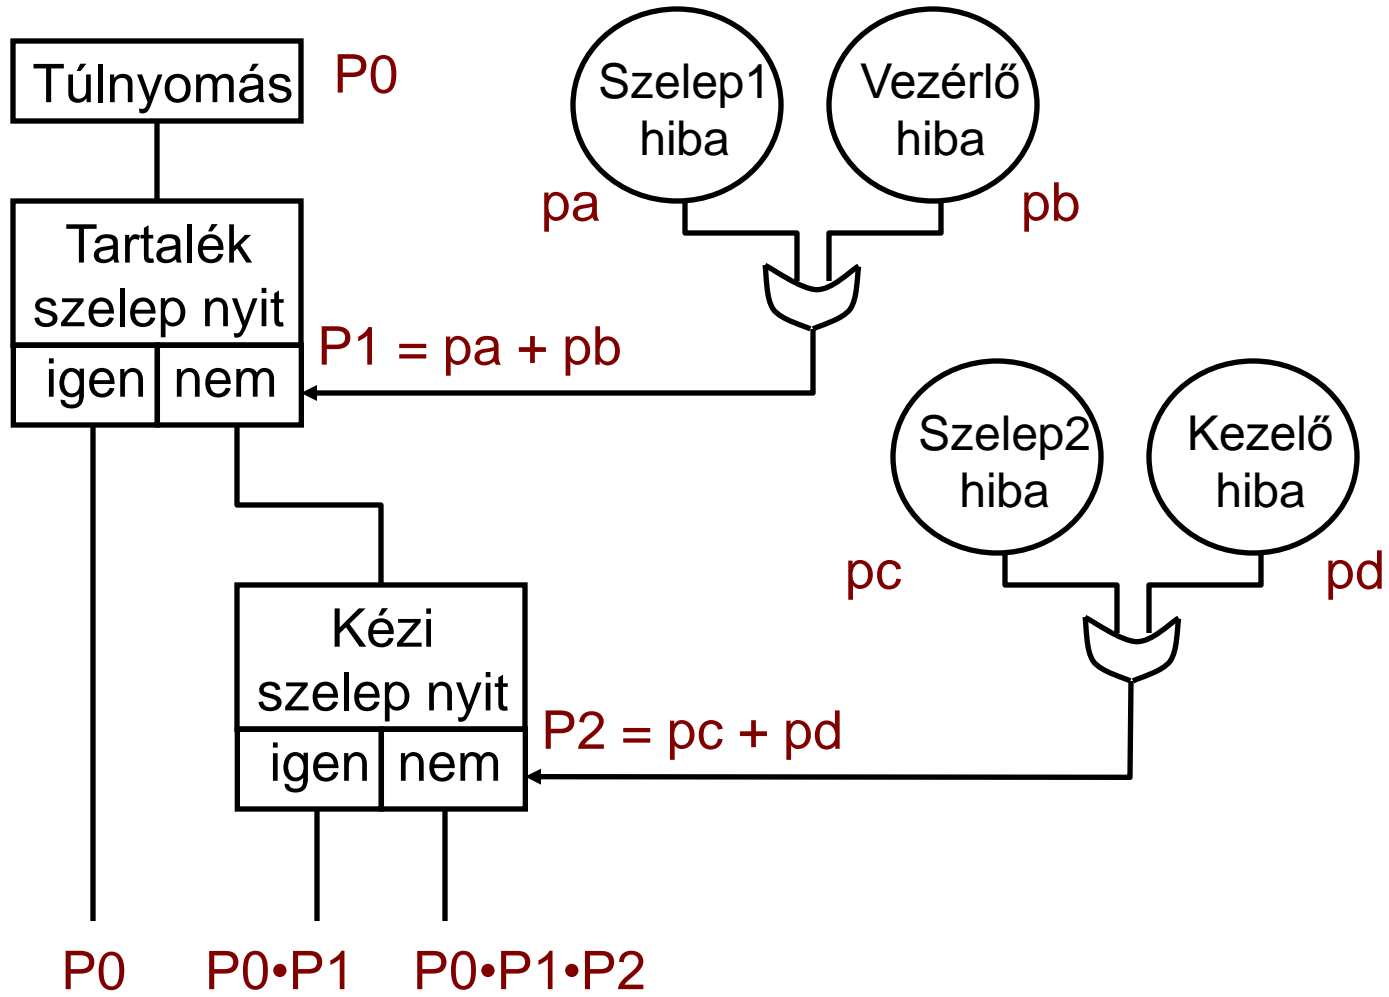 Túlnyomás
P0
Szelep1
hiba
Vezérlő
hiba
pa
pb
Tartalék
szelep nyit
igen
nem
P1 = pa + pb
Szelep2
hiba
Kezelő
hiba
pc
pd
Kézi
szelep nyit
igen
nem
P2 = pc + pd
P0
P0•P1
P0•P1•P2